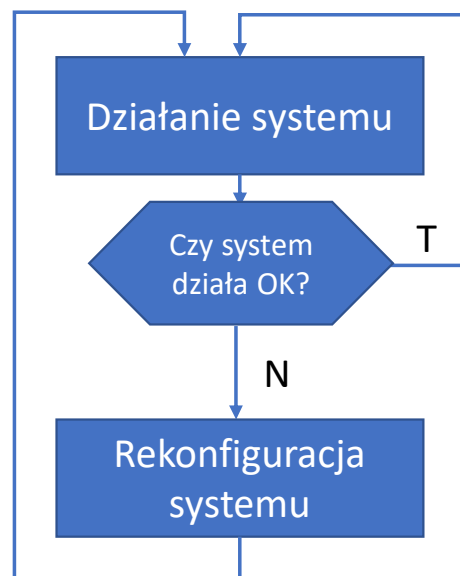 Działanie systemu
Czy system
działa OK?
T
N
Rekonfiguracja
systemu